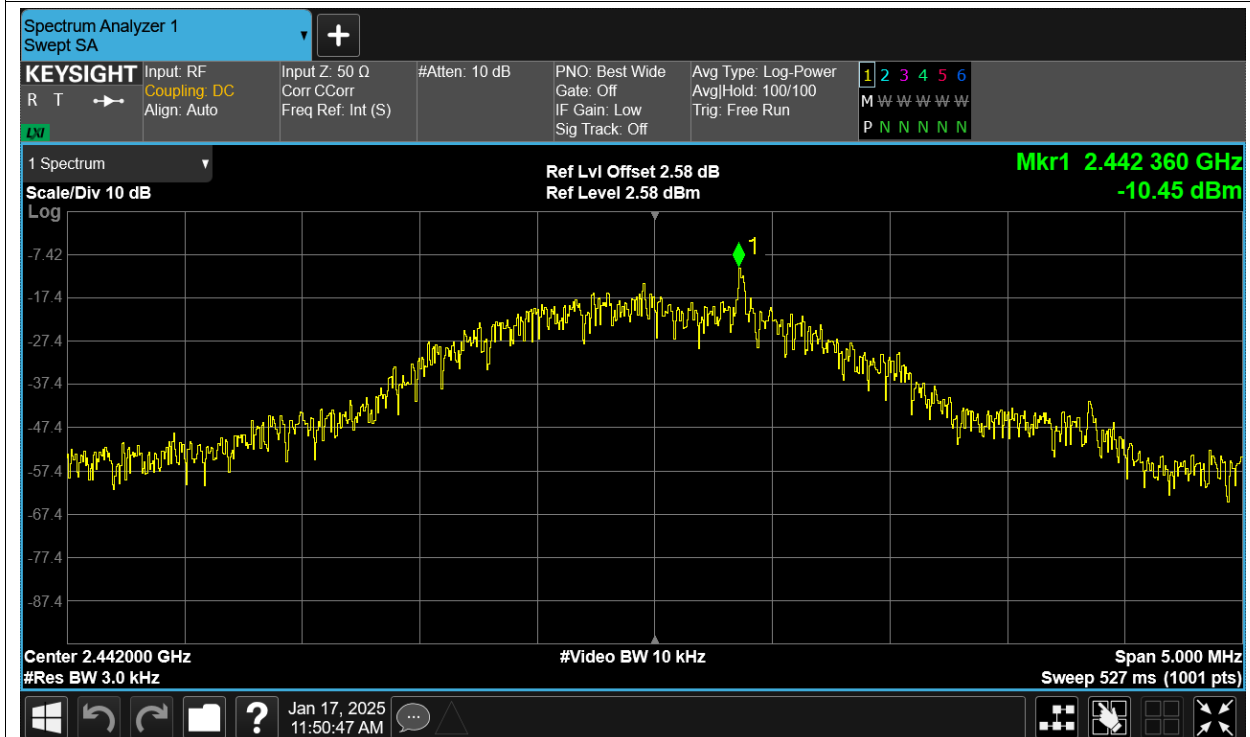 Spectrum Analyzer 1
Swept SA
KEYSIGHT
R T
LXI
Input: RF
Coupling: DC
Align: Auto
Input Z: 50 Ω
Corr CCorr
Freq Ref: Int (S)
#Atten: 10 dB
PNO: Best Wide
Gate: Off
IF Gain: Low
Sig Track: Off
Avg Type: Log-Power
Avg|Hold: 100/100
Trig: Free Run
1 2 3 4 5 6
M W W W W W
P N N N N N
1 Spectrum
Scale/Div 10 dB
Log
Ref Lvl Offset 2.58 dB
Ref Level 2.58 dBm
Mkr1 2.442 360 GHz
-10.45 dBm
1
-7.42
-17.4
-27.4
-37.4
-47.4
-57.4
-67.4
-77.4
-87.4
Center 2.442000 GHz
#Res BW 3.0 kHz
#Video BW 10 kHz
Span 5.000 MHz
Sweep 527 ms (1001 pts)
?
Jan 17, 2025
11:50:47 AM